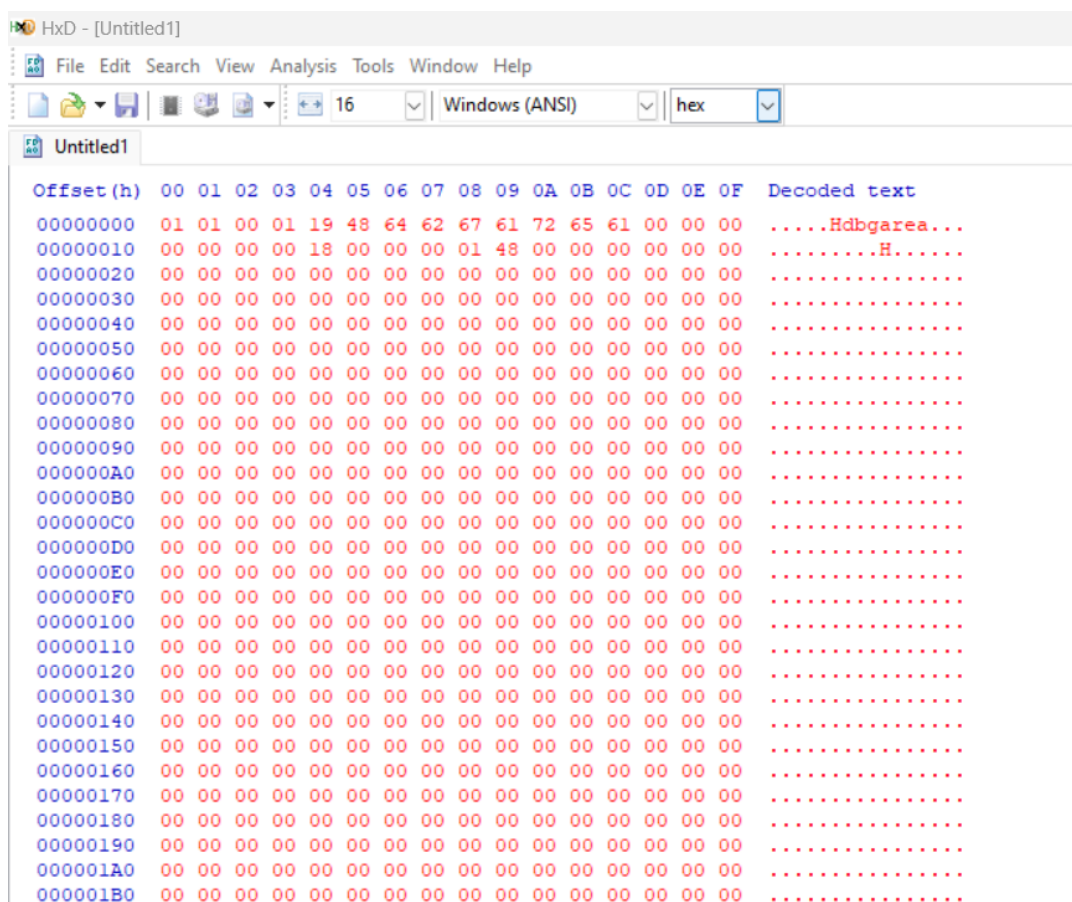 HxD - [Untitled1]
File Edit Search View Analysis Tools Window Help
16 Windows (ANSI) hex
Untitled1
Offset(h) 00 01 02 03 04 05 06 07 08 09 0A 0B 0C 0D 0E 0F Decoded text
00000000 01 01 00 01 19 48 64 62 67 61 72 65 61 00 00 00 .....Hdbgarea...
00000010 00 00 00 00 18 00 00 00 01 48 00 00 00 00 00 00 .........H......
00000020 00 00 00 00 00 00 00 00 00 00 00 00 00 00 00 00 ................
00000030 00 00 00 00 00 00 00 00 00 00 00 00 00 00 00 00 ................
00000040 00 00 00 00 00 00 00 00 00 00 00 00 00 00 00 00 ................
00000050 00 00 00 00 00 00 00 00 00 00 00 00 00 00 00 00 ................
00000060 00 00 00 00 00 00 00 00 00 00 00 00 00 00 00 00 ................
00000070 00 00 00 00 00 00 00 00 00 00 00 00 00 00 00 00 ................
00000080 00 00 00 00 00 00 00 00 00 00 00 00 00 00 00 00 ................
00000090 00 00 00 00 00 00 00 00 00 00 00 00 00 00 00 00 ................
000000A0 00 00 00 00 00 00 00 00 00 00 00 00 00 00 00 00 ................
000000B0 00 00 00 00 00 00 00 00 00 00 00 00 00 00 00 00 ................
000000C0 00 00 00 00 00 00 00 00 00 00 00 00 00 00 00 00 ................
000000D0 00 00 00 00 00 00 00 00 00 00 00 00 00 00 00 00 ................
000000E0 00 00 00 00 00 00 00 00 00 00 00 00 00 00 00 00 ................
000000F0 00 00 00 00 00 00 00 00 00 00 00 00 00 00 00 00 ................
00000100 00 00 00 00 00 00 00 00 00 00 00 00 00 00 00 00 ................
00000110 00 00 00 00 00 00 00 00 00 00 00 00 00 00 00 00 ................
00000120 00 00 00 00 00 00 00 00 00 00 00 00 00 00 00 00 ................
00000130 00 00 00 00 00 00 00 00 00 00 00 00 00 00 00 00 ................
00000140 00 00 00 00 00 00 00 00 00 00 00 00 00 00 00 00 ................
00000150 00 00 00 00 00 00 00 00 00 00 00 00 00 00 00 00 ................
00000160 00 00 00 00 00 00 00 00 00 00 00 00 00 00 00 00 ................
00000170 00 00 00 00 00 00 00 00 00 00 00 00 00 00 00 00 ................
00000180 00 00 00 00 00 00 00 00 00 00 00 00 00 00 00 00 ................
00000190 00 00 00 00 00 00 00 00 00 00 00 00 00 00 00 00 ................
000001A0 00 00 00 00 00 00 00 00 00 00 00 00 00 00 00 00 ................
000001B0 00 00 00 00 00 00 00 00 00 00 00 00 00 00 00 00 ................